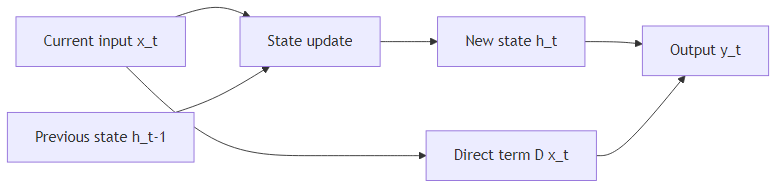 Current input x_t
State update
New state h_t
Output y_t
Previous state h_t-1
Direct term D x_t